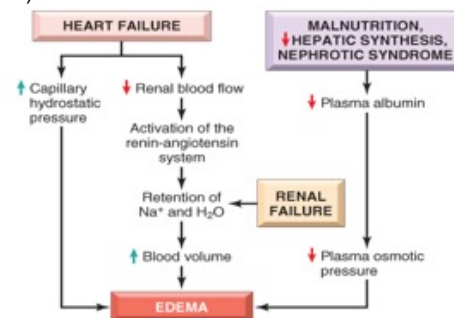 HEART FAILURE
MALNUTRITION,
↓HEPATIC SYNTHESIS,
NEPHROTIC SYNDROME
↑ Capillary
hydrostatic
pressure
↓ Renal blood flow
Activation of the
renin-angiotensin
system
Retention of
Na⁺ and H₂O
RENAL
FAILURE
↑ Blood volume
↓ Plasma albumin
↓ Plasma osmotic
pressure
EDEMA